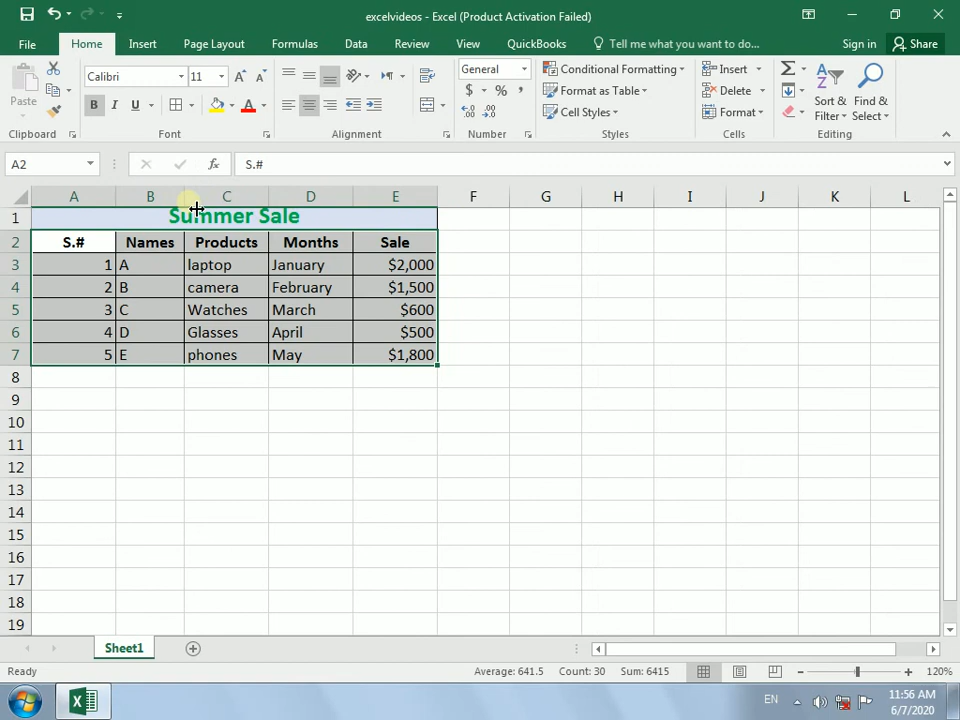 excelvideos - Excel (Product Activation Failed)
File Home Insert Page Layout Formulas Data Review View QuickBooks Tell me what you want to do... Sign in Share
Paste
Calibri 11
B I U
A
General
$ % ,
Conditional Formatting
Format as Table
Cell Styles
Insert
Delete
Format
Sort & Filter
Find & Select
Clipboard Font Alignment Number Styles Cells Editing
A2 fx S.#
A B C D E F G H I J K L
1 Summer Sale
2 S.# Names Products Months Sale
3 1 A laptop January $2,000
4 2 B camera February $1,500
5 3 C Watches March $600
6 4 D Glasses April $500
7 5 E phones May $1,800
8
9
10
11
12
13
14
15
16
17
18
19
Sheet1
Ready Average: 641.5 Count: 30 Sum: 6415 120%
EN 11:56 AM
6/7/2020